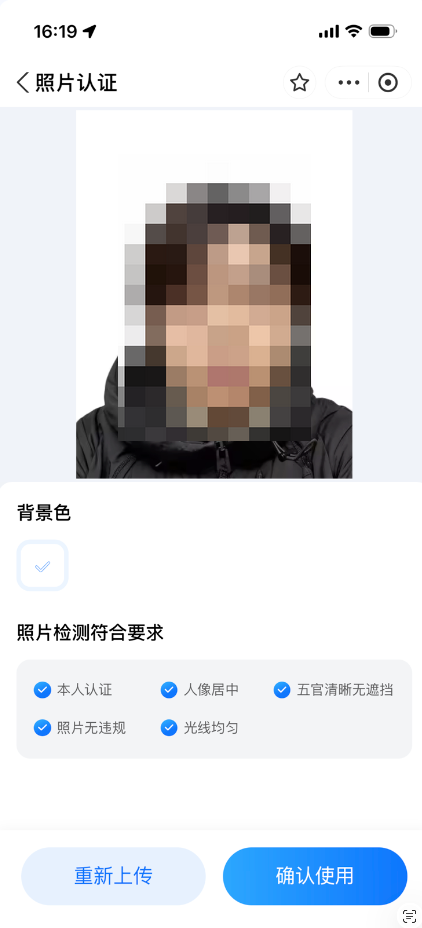 16:19
照片认证
背景色
照片检测符合要求
本人认证 人像居中 五官清晰无遮挡
照片无违规 光线均匀
重新上传 确认使用